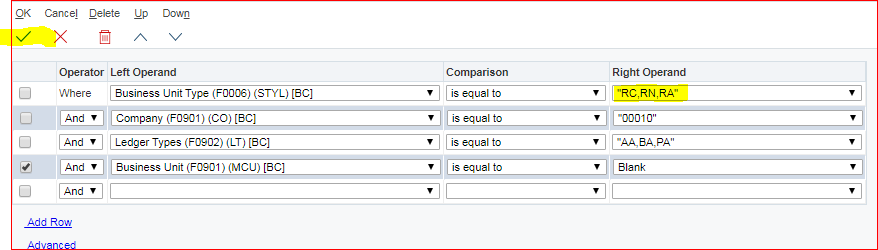 OK Cancel Delete Up Down
Operator Left Operand Comparison Right Operand
Where Business Unit Type (F0006) (STYL) [BC] is equal to "RC,RN,RA"
And Company (F0901) (CO) [BC] is equal to "00010"
And Ledger Types (F0902) (LT) [BC] is equal to "AA,BA,PA"
And Business Unit (F0901) (MCU) [BC] is equal to Blank
And
Add Row
Advanced